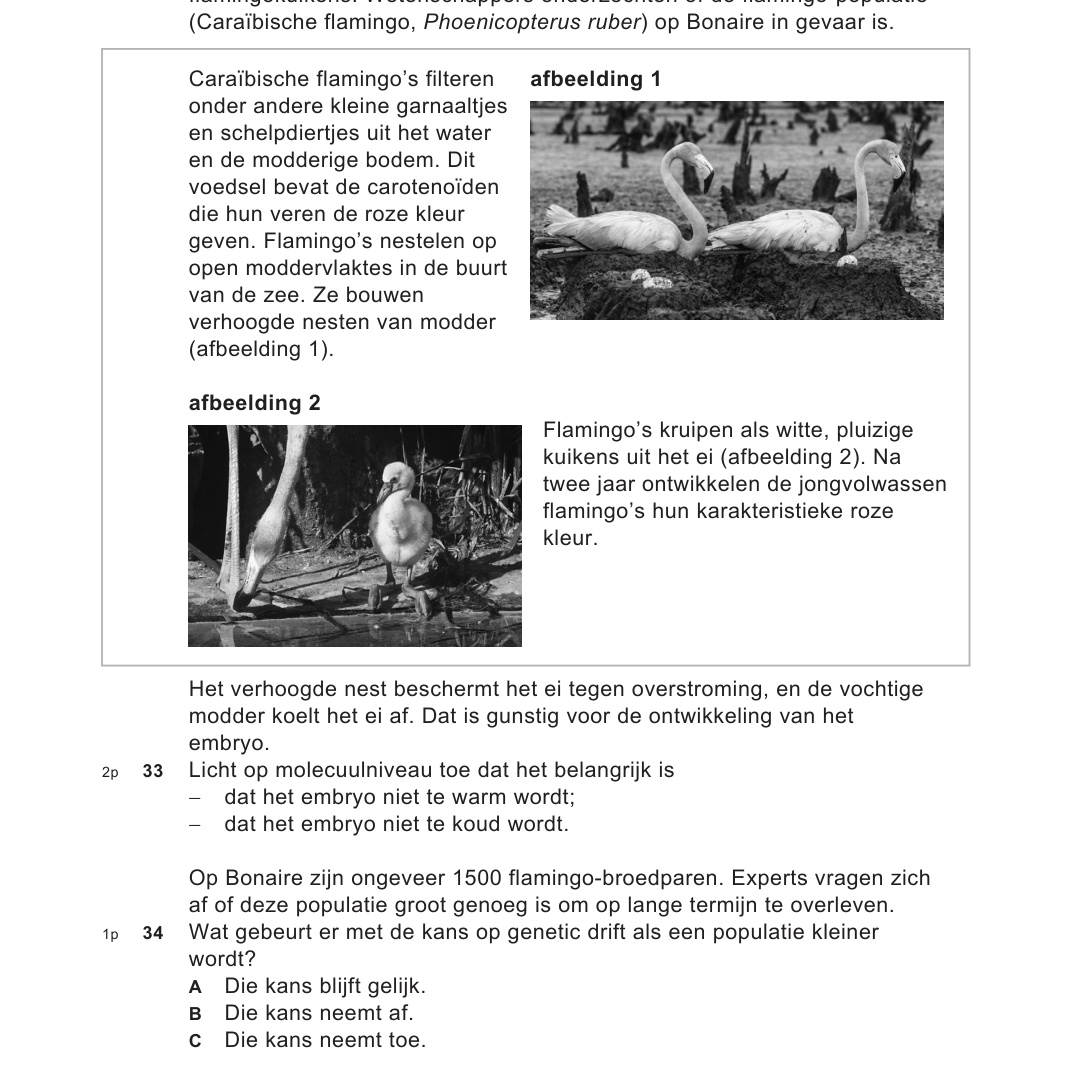 (Caraïbische flamingo, Phoenicopterus ruber) op Bonaire in gevaar is.
Caraïbische flamingo’s filteren
onder andere kleine garnaaltjes
en schelpdiertjes uit het water
en de modderige bodem. Dit
voedsel bevat de carotenoïden
die hun veren de roze kleur
geven. Flamingo’s nestelen op
open moddervlaktes in de buurt
van de zee. Ze bouwen
verhoogde nesten van modder
(afbeelding 1).
afbeelding 1
afbeelding 2
Flamingo’s kruipen als witte, pluizige
kuikens uit het ei (afbeelding 2). Na
twee jaar ontwikkelen de jongvolwassen
flamingo’s hun karakteristieke roze
kleur.
Het verhoogde nest beschermt het ei tegen overstroming, en de vochtige
modder koelt het ei af. Dat is gunstig voor de ontwikkeling van het
embryo.
2p 33 Licht op molecuulniveau toe dat het belangrijk is
– dat het embryo niet te warm wordt;
– dat het embryo niet te koud wordt.
Op Bonaire zijn ongeveer 1500 flamingo-broedparen. Experts vragen zich
af of deze populatie groot genoeg is om op lange termijn te overleven.
1p 34 Wat gebeurt er met de kans op genetic drift als een populatie kleiner
wordt?
A Die kans blijft gelijk.
B Die kans neemt af.
C Die kans neemt toe.